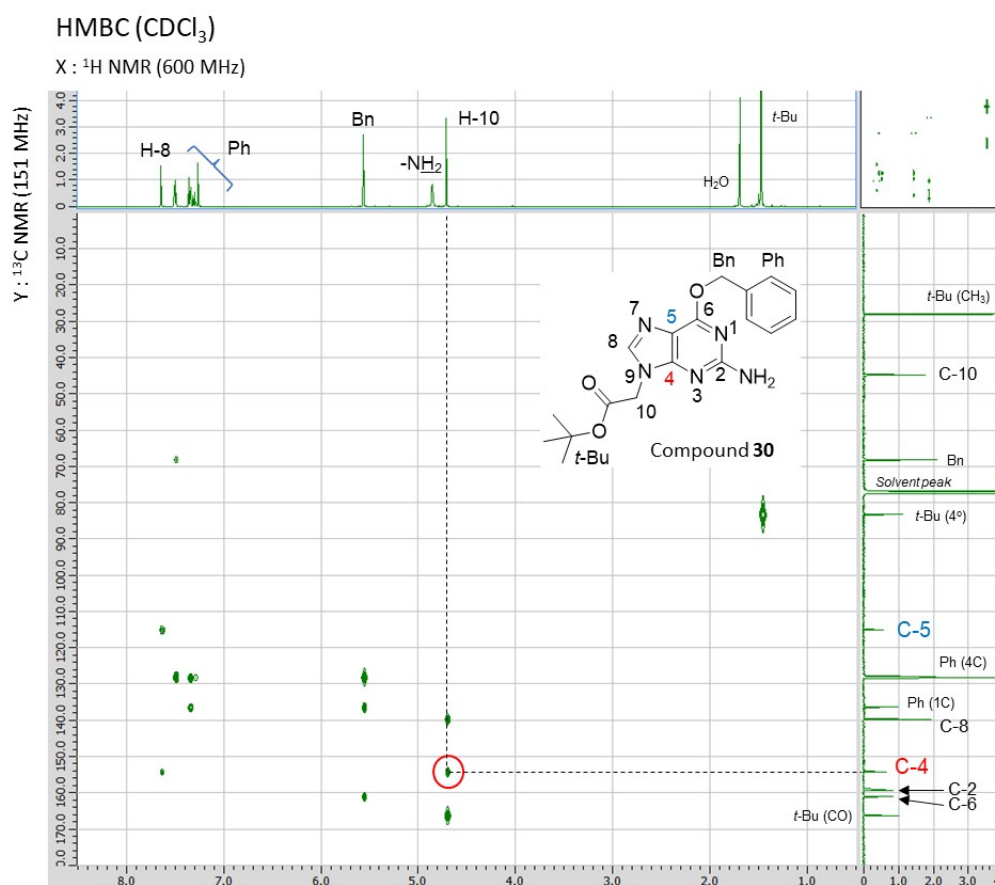 HMBC (CDCl₃)
X : ¹H NMR (600 MHz)
Y : ¹³C NMR (151 MHz)
4.0
3.0
2.0
1.0
0
H-8
Ph
Bn
-NH₂
H-10
H₂O
t-Bu
10.0
20.0
30.0
40.0
50.0
60.0
70.0
80.0
90.0
100.0
110.0
120.0
130.0
140.0
150.0
160.0
170.0
Bn Ph
O
7 N 5 6 N 1
8
9 N 4 N 3 2 NH₂
O 10
O
t-Bu
Compound 30
t-Bu (CH₃)
C-10
Bn
Solvent peak
t-Bu (4º)
C-5
Ph (4C)
Ph (1C)
C-8
C-4
C-2
C-6
t-Bu (CO)
8.0 7.0 6.0 5.0 4.0 3.0 2.0 1.0
0 1.0 2.0 3.0